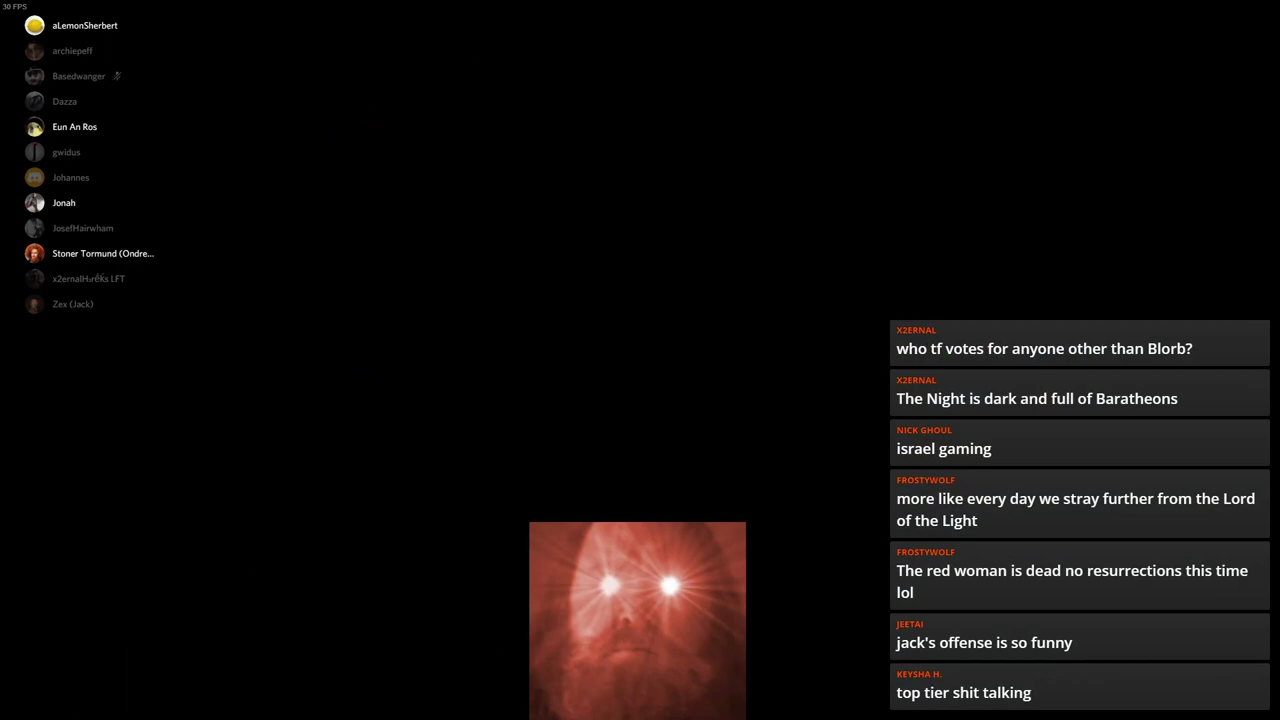 30 FPS
aLemonSherbert
archiepeff
Basedwanger
Dazza
Eun An Ros
gwidus
Johannes
Jonah
JosefHairwham
Stoner Tormund (Ondre...
LFT
Zex (Jack)
X2ERNAL
who tf votes for anyone other than Blorb?
X2ERNAL
The Night is dark and full of Baratheons
NICK GHOUL
israel gaming
FROSTYWOLF
more like every day we stray further from the Lord
of the Light
FROSTYWOLF
The red woman is dead no resurrections this time
lol
JEETAI
jack's offense is so funny
KEYSHA H.
top tier shit talking